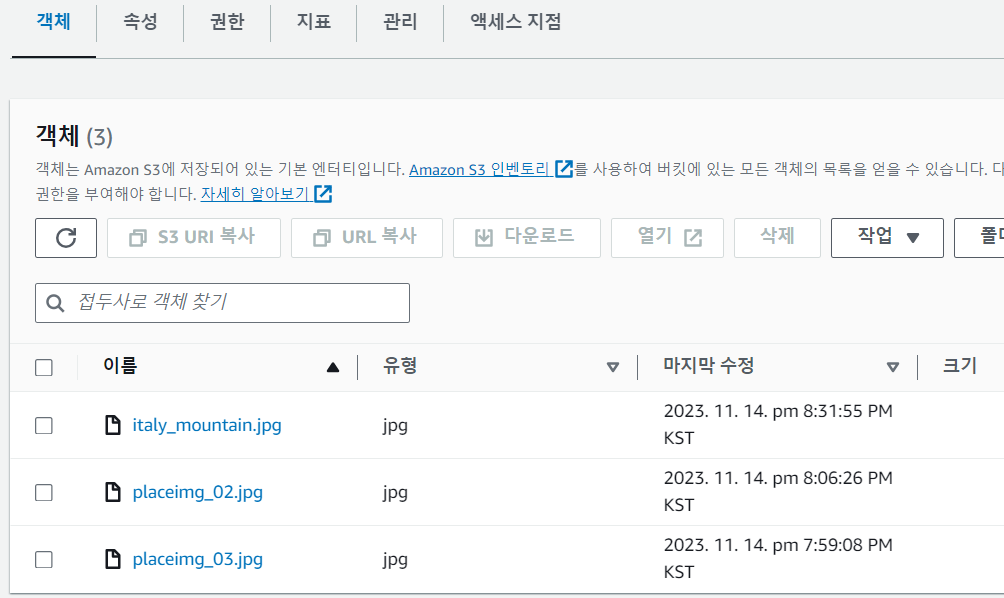 객체 속성 권한 지표 관리 액세스 지점
객체 (3)
객체는 Amazon S3에 저장되어 있는 기본 엔터티입니다. Amazon S3 인벤토리 를 사용하여 버킷에 있는 모든 객체의 목록을 얻을 수 있습니다.
권한을 부여해야 합니다. 자세히 알아보기
S3 URI 복사 URL 복사 다운로드 열기 삭제 작업
접두사로 객체 찾기
이름 유형 마지막 수정 크기
italy_mountain.jpg jpg 2023. 11. 14. pm 8:31:55 PM
KST
placeimg_02.jpg jpg 2023. 11. 14. pm 8:06:26 PM
KST
placeimg_03.jpg jpg 2023. 11. 14. pm 7:59:08 PM
KST